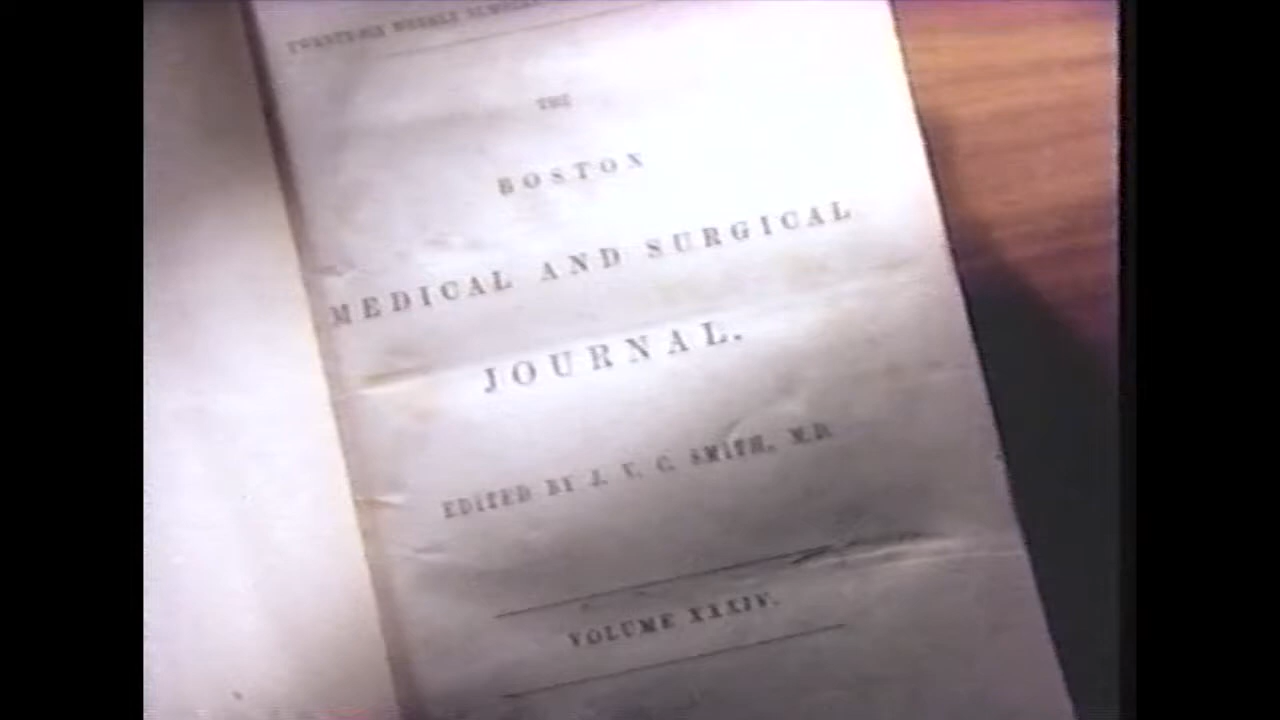 THE
BOSTON
MEDICAL AND SURGICAL
JOURNAL.
EDITED BY J. V. C. SMITH, M.D.
VOLUME XXXIV.